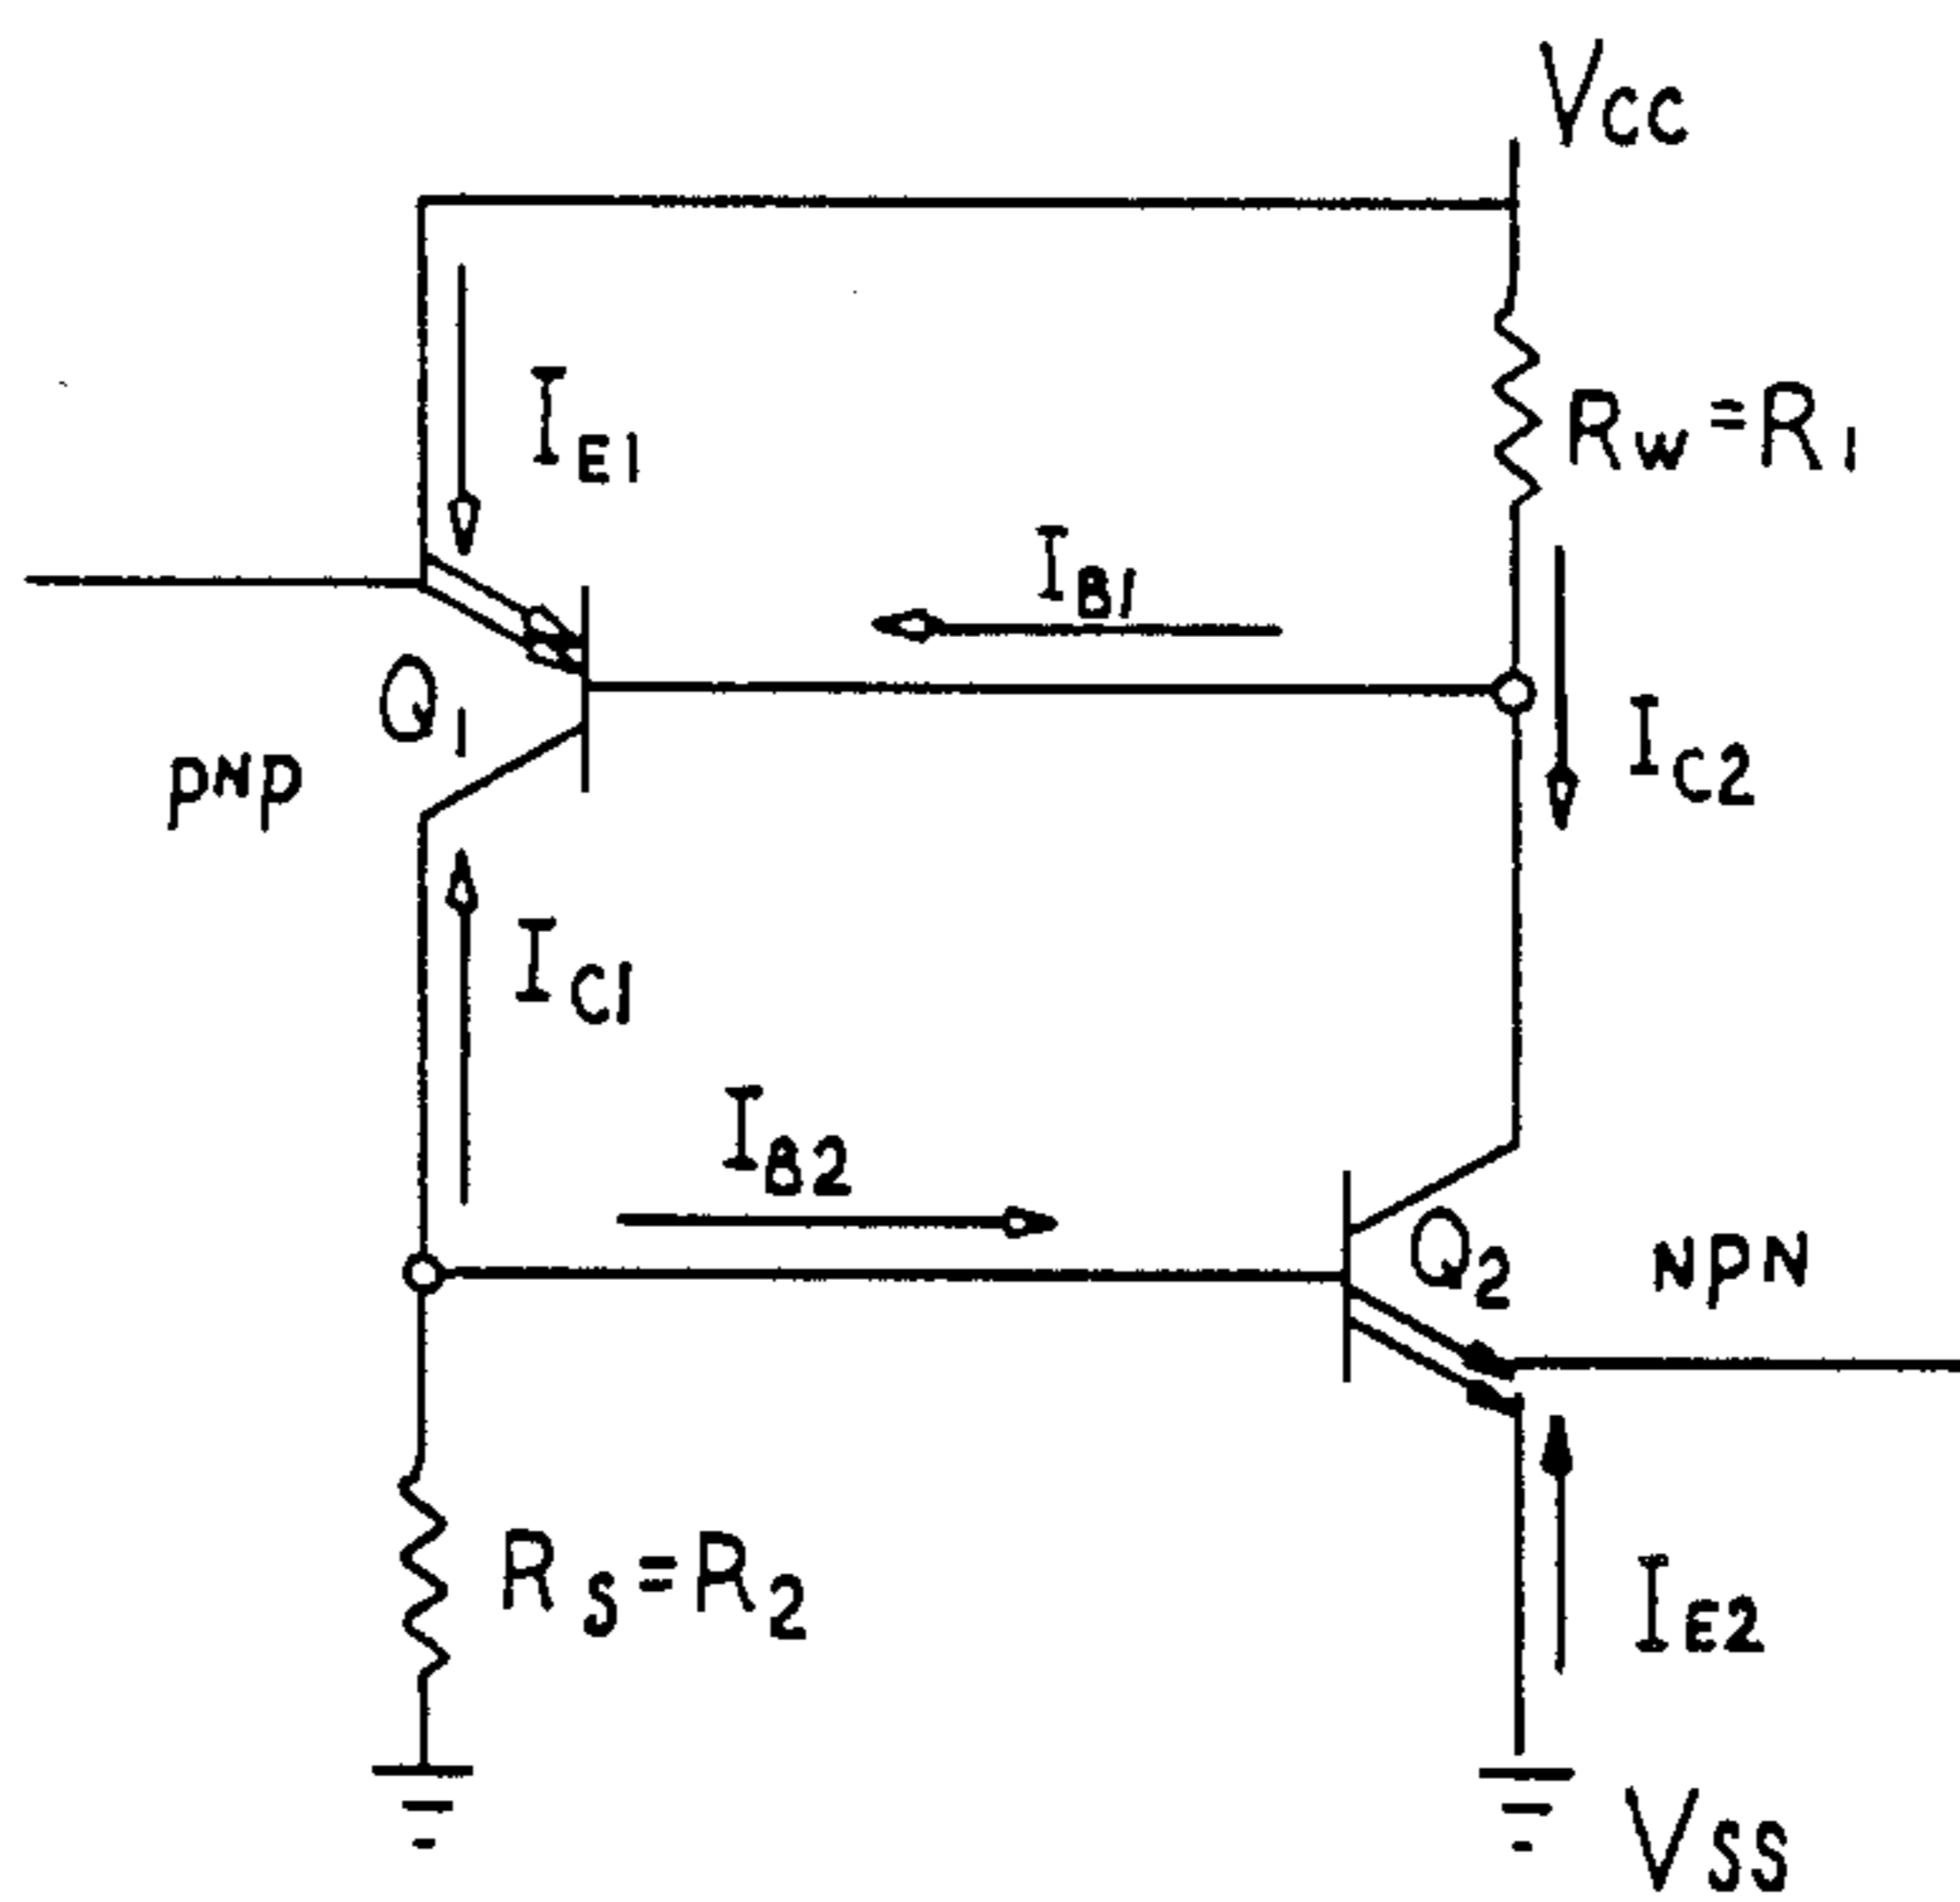 Vcc
IE1
Rw=R1
IB1
Q1
IC2
pNp
IC1
IB2
Q2
NPN
RS=R2
IE2
VSS